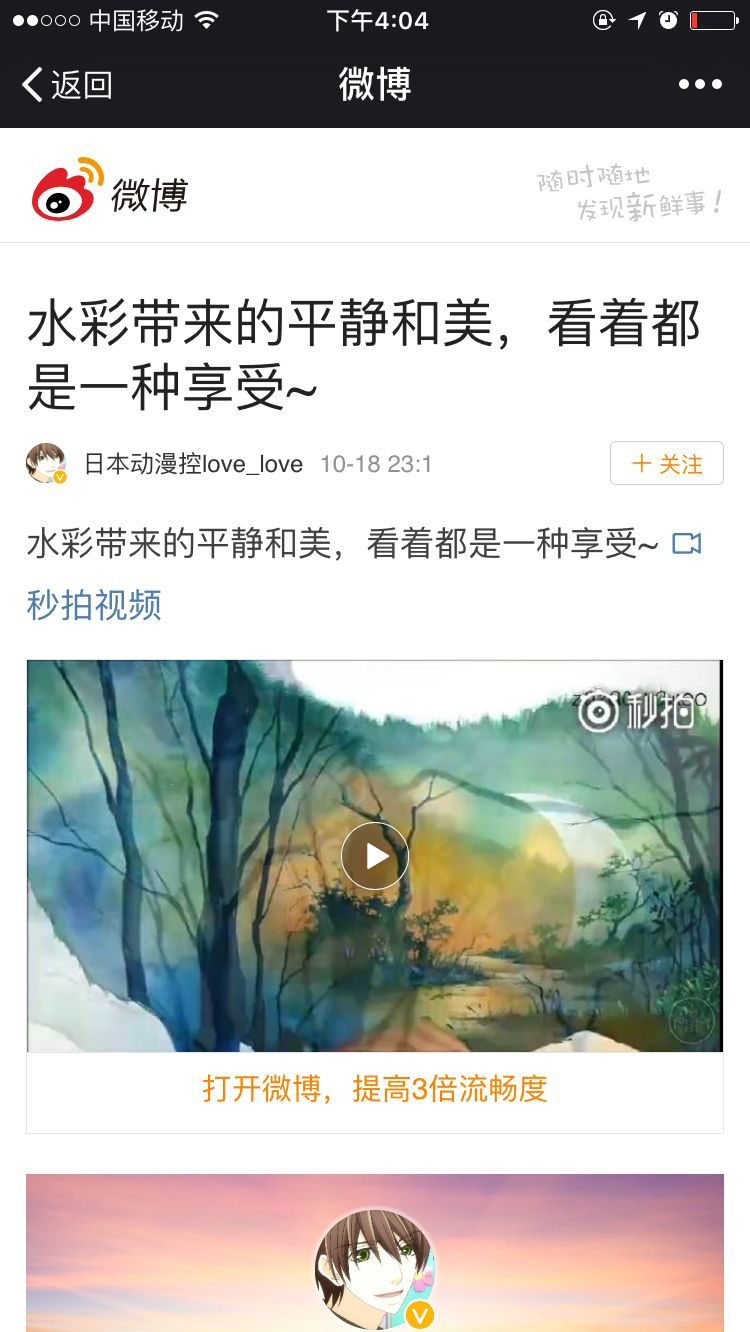 中国移动
下午4:04
返回
微博
微博
随时随地
发现新鲜事！
水彩带来的平静和美，看着都
是一种享受~
日本动漫控love_love 10-18 23:1
＋关注
水彩带来的平静和美，看着都是一种享受~
秒拍视频
秒拍
打开微博，提高3倍流畅度